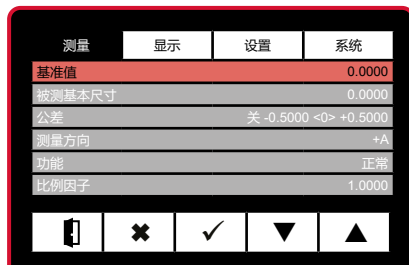 测量 显示 设置 系统
基准值 0.0000
被测基本尺寸 0.0000
公差 关 -0.5000 <0> +0.5000
测量方向 +A
功能 正常
比例因子 1.0000